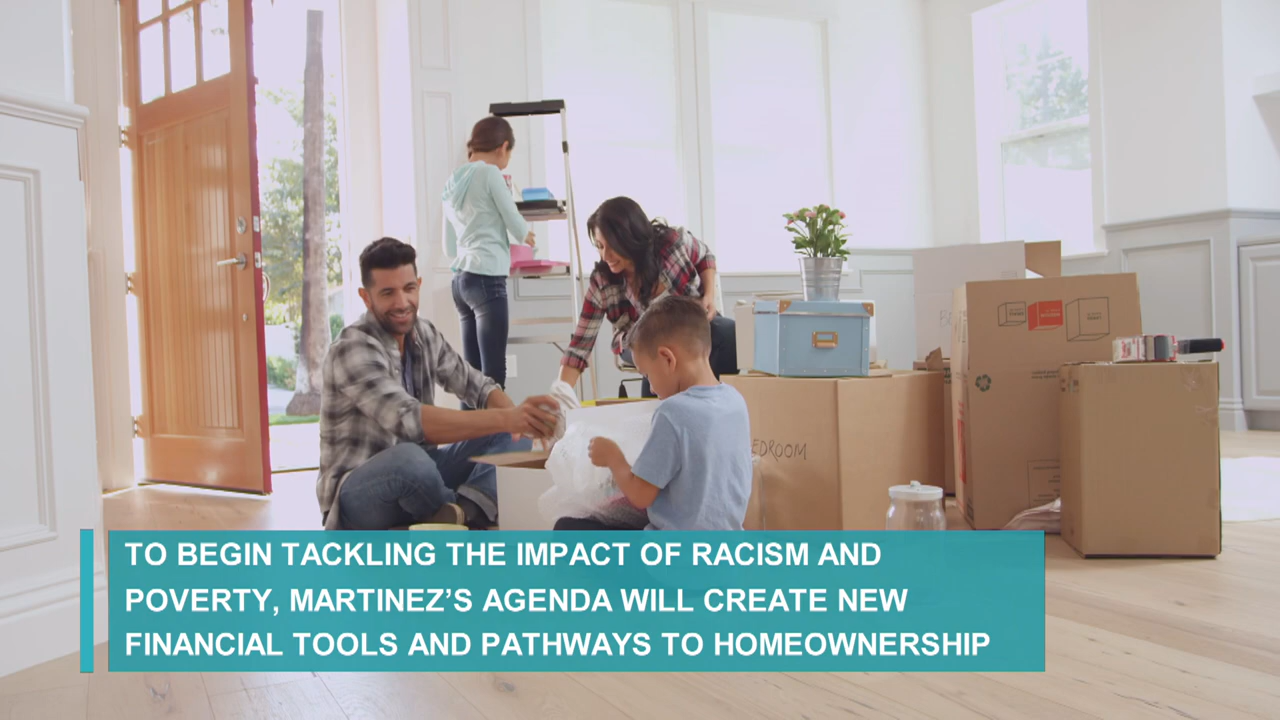 EDROOM
TO BEGIN TACKLING THE IMPACT OF RACISM AND
POVERTY, MARTINEZ'S AGENDA WILL CREATE NEW
FINANCIAL TOOLS AND PATHWAYS TO HOMEOWNERSHIP